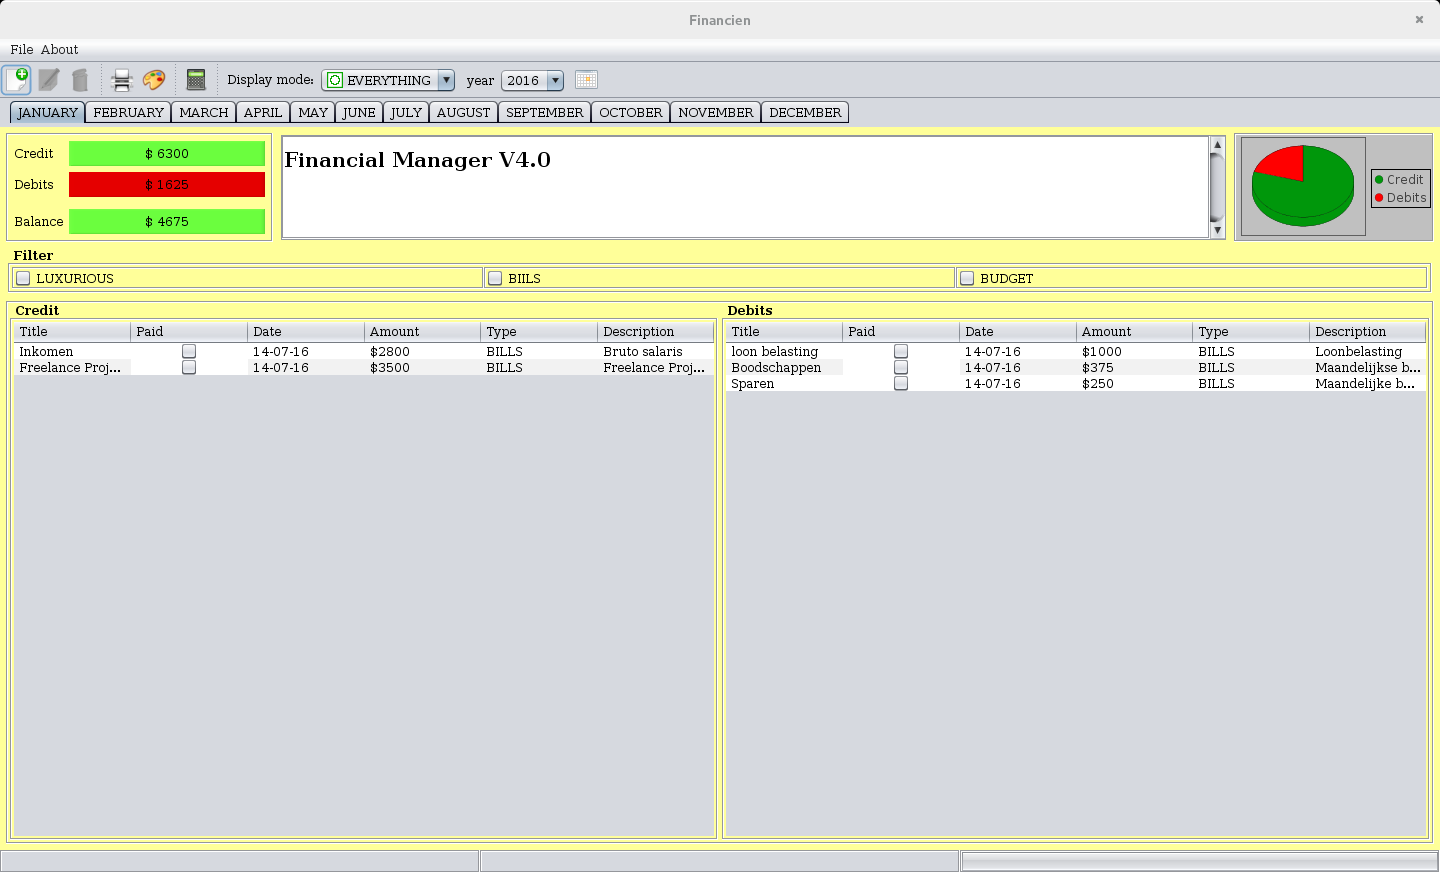 Financien
File About
Display mode: EVERYTHING year 2016
JANUARY FEBRUARY MARCH APRIL MAY JUNE JULY AUGUST SEPTEMBER OCTOBER NOVEMBER DECEMBER
Credit $ 6300
Debits $ 1625
Balance $ 4675
Financial Manager V4.0
Credit
Debits
Filter
LUXURIOUS BIILS BUDGET
Credit
Title Paid Date Amount Type Description
Inkomen 14-07-16 $2800 BILLS Bruto salaris
Freelance Proj... 14-07-16 $3500 BILLS Freelance Proj...
Debits
Title Paid Date Amount Type Description
loon belasting 14-07-16 $1000 BILLS Loonbelasting
Boodschappen 14-07-16 $375 BILLS Maandelijkse b...
Sparen 14-07-16 $250 BILLS Maandelijke b...